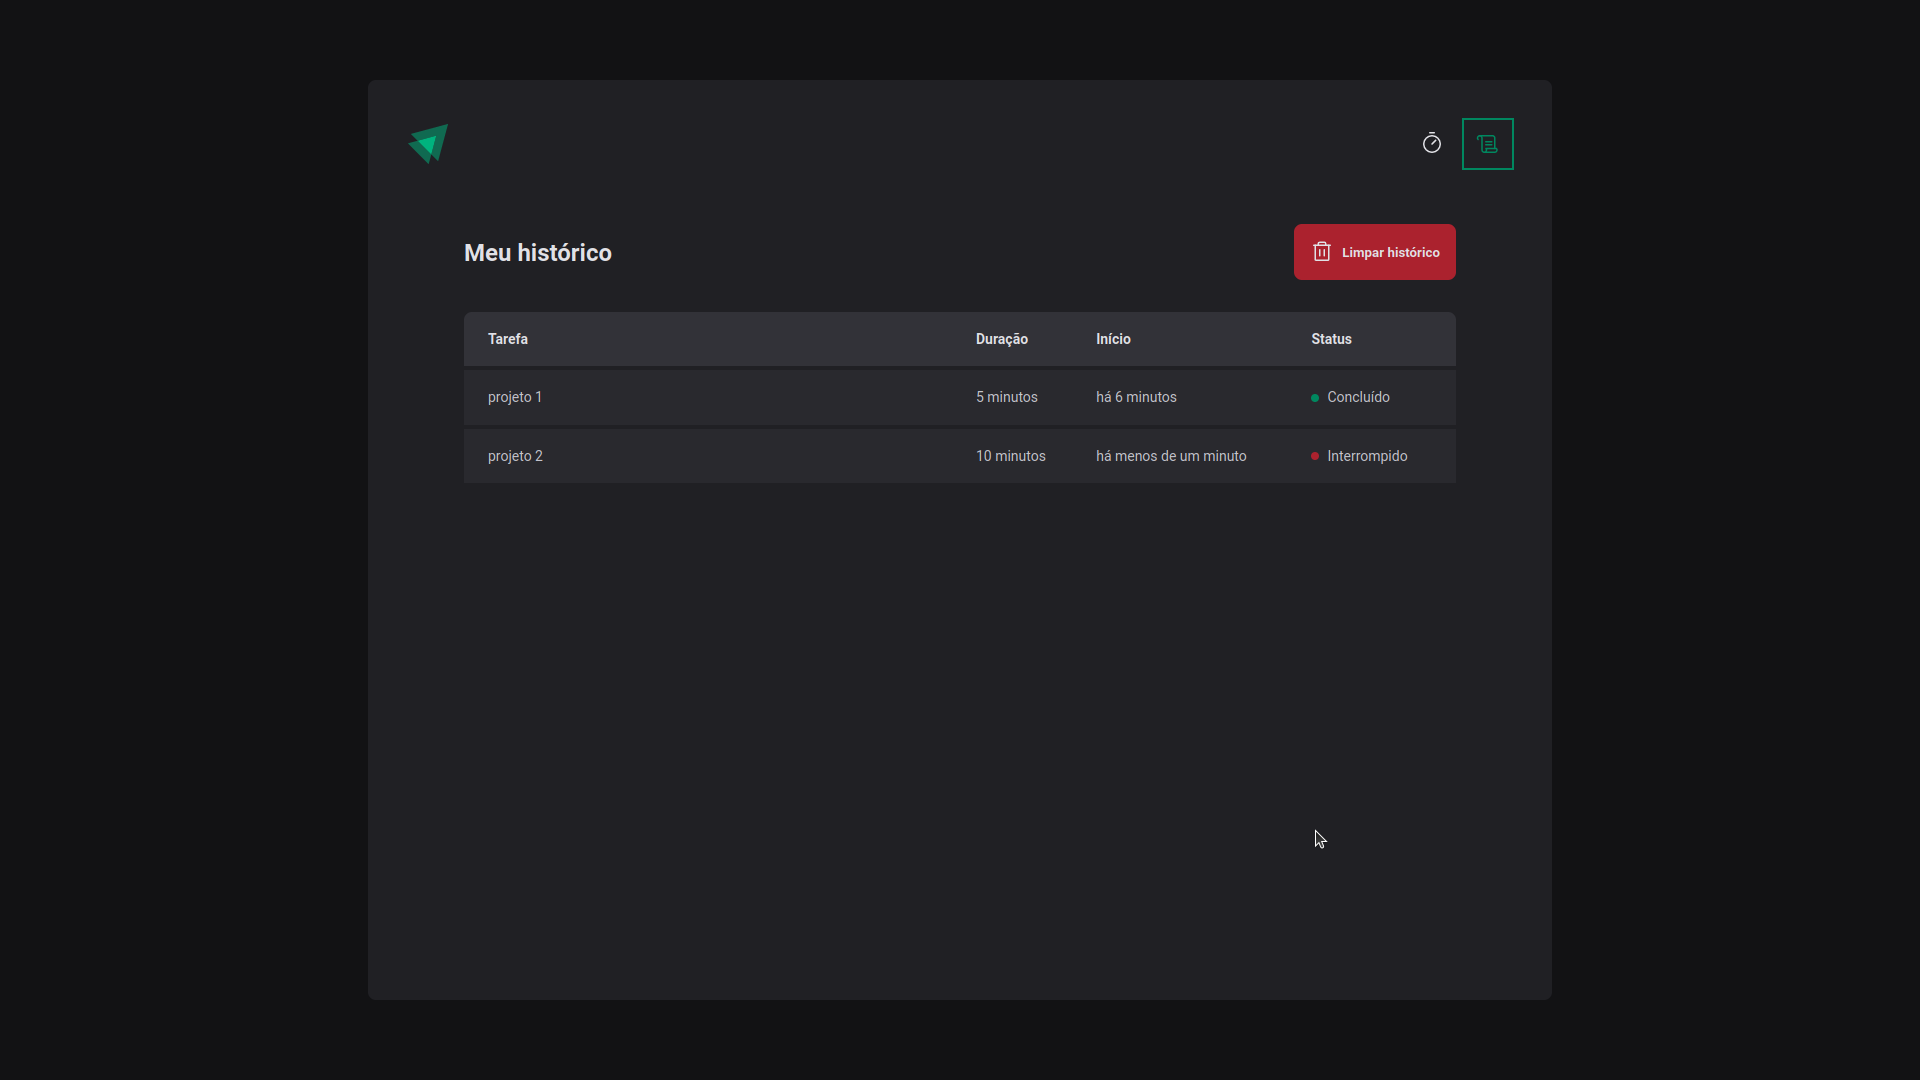 Meu histórico
Limpar histórico
Tarefa Duração Início Status
projeto 1 5 minutos há 6 minutos Concluído
projeto 2 10 minutos há menos de um minuto Interrompido